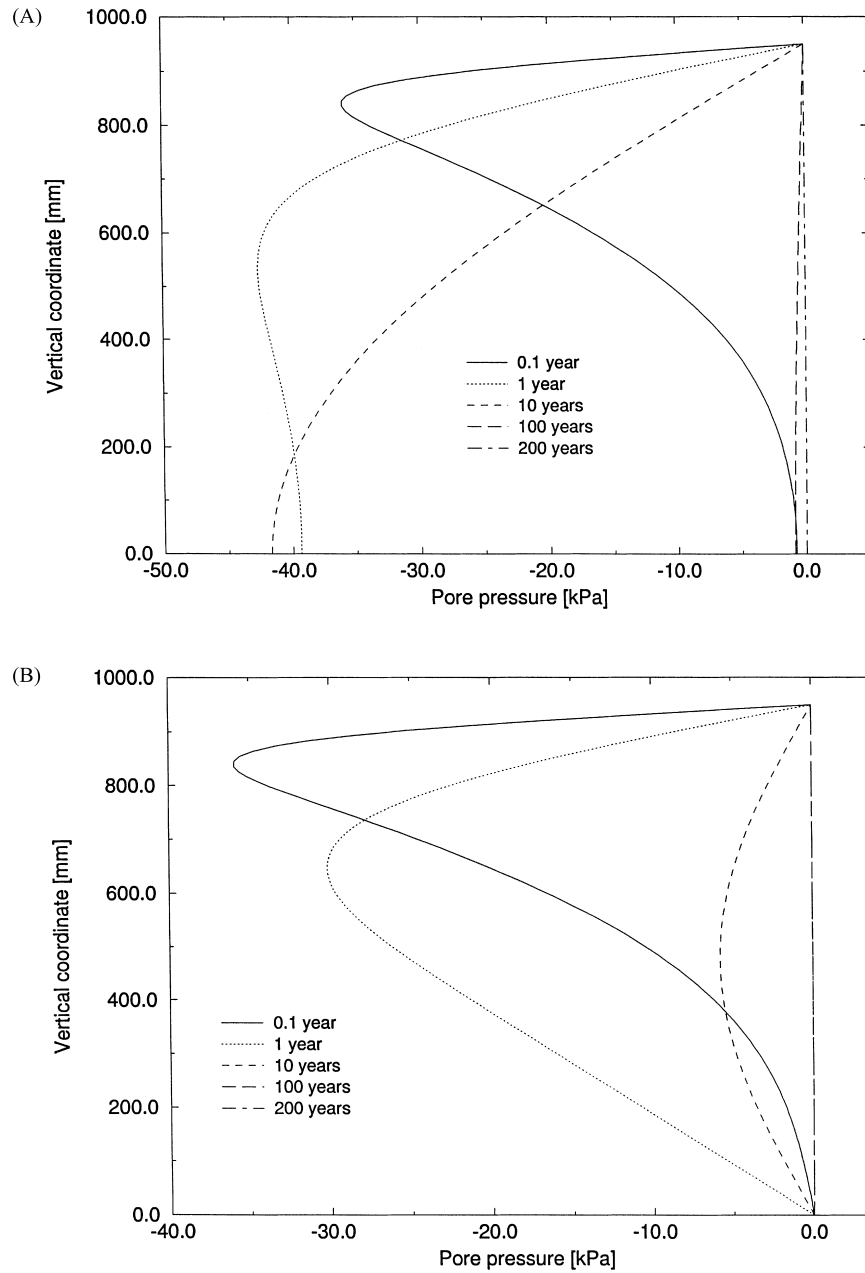 (A)
1000.0
800.0
600.0
400.0
200.0
0.0
Vertical coordinate [mm]
0.1 year
1 year
10 years
100 years
200 years
-50.0 -40.0 -30.0 -20.0 -10.0 0.0
Pore pressure [kPa]
(B)
1000.0
800.0
600.0
400.0
200.0
0.0
Vertical coordinate [mm]
0.1 year
1 year
10 years
100 years
200 years
-40.0 -30.0 -20.0 -10.0 0.0
Pore pressure [kPa]